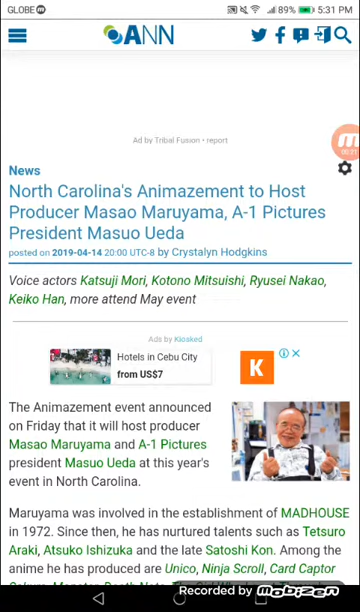 GLOBE 89% 5:31 PM
ANN
Ad by Tribal Fusion • report
00:27
News
North Carolina's Animazement to Host
Producer Masao Maruyama, A-1 Pictures
President Masuo Ueda
posted on 2019-04-14 20:00 UTC-8 by Crystalyn Hodgkins
Voice actors Katsuji Mori, Kotono Mitsuishi, Ryusei Nakao,
Keiko Han, more attend May event
Ads by Kiosked
Hotels in Cebu City
from US$7
K
The Animazement event announced
on Friday that it will host producer
Masao Maruyama and A-1 Pictures
president Masuo Ueda at this year's
event in North Carolina.
Maruyama was involved in the establishment of MADHOUSE
in 1972. Since then, he has nurtured talents such as Tetsuro
Araki, Atsuko Ishizuka and the late Satoshi Kon. Among the
anime he has produced are Unico, Ninja Scroll, Card Captor
Recorded by MOBIZEN